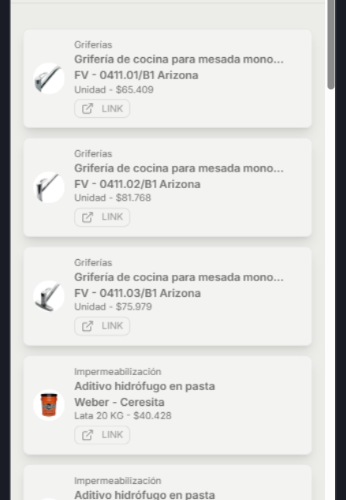 Griferías
Grifería de cocina para mesada mono...
FV - 0411.01/B1 Arizona
Unidad - $65.409
LINK
Griferías
Grifería de cocina para mesada mono...
FV - 0411.02/B1 Arizona
Unidad - $81.768
LINK
Griferías
Grifería de cocina para mesada mono...
FV - 0411.03/B1 Arizona
Unidad - $75.979
LINK
Impermeabilización
Aditivo hidrófugo en pasta
Weber - Ceresita
Lata 20 KG - $40.428
LINK
Impermeabilización
Aditivo hidrófugo en pasta